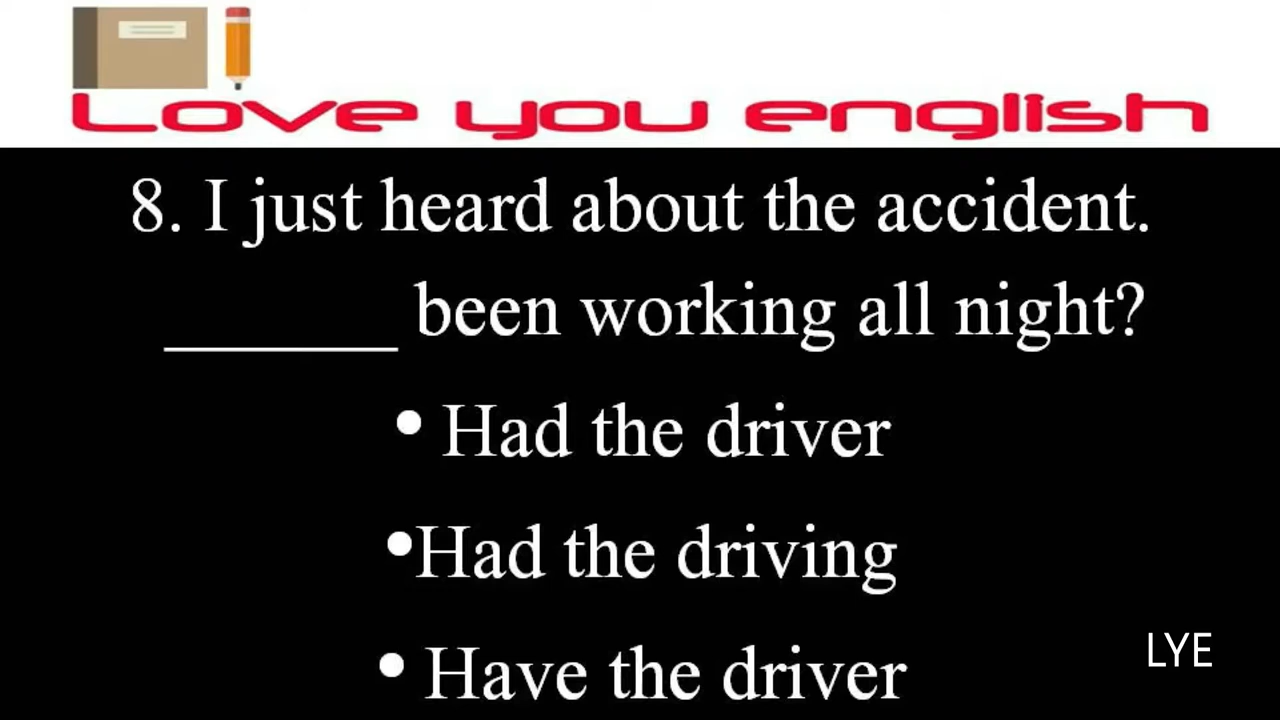 Love you english
8. I just heard about the accident.
______ been working all night?
• Had the driver
•Had the driving
• Have the driver
LYE